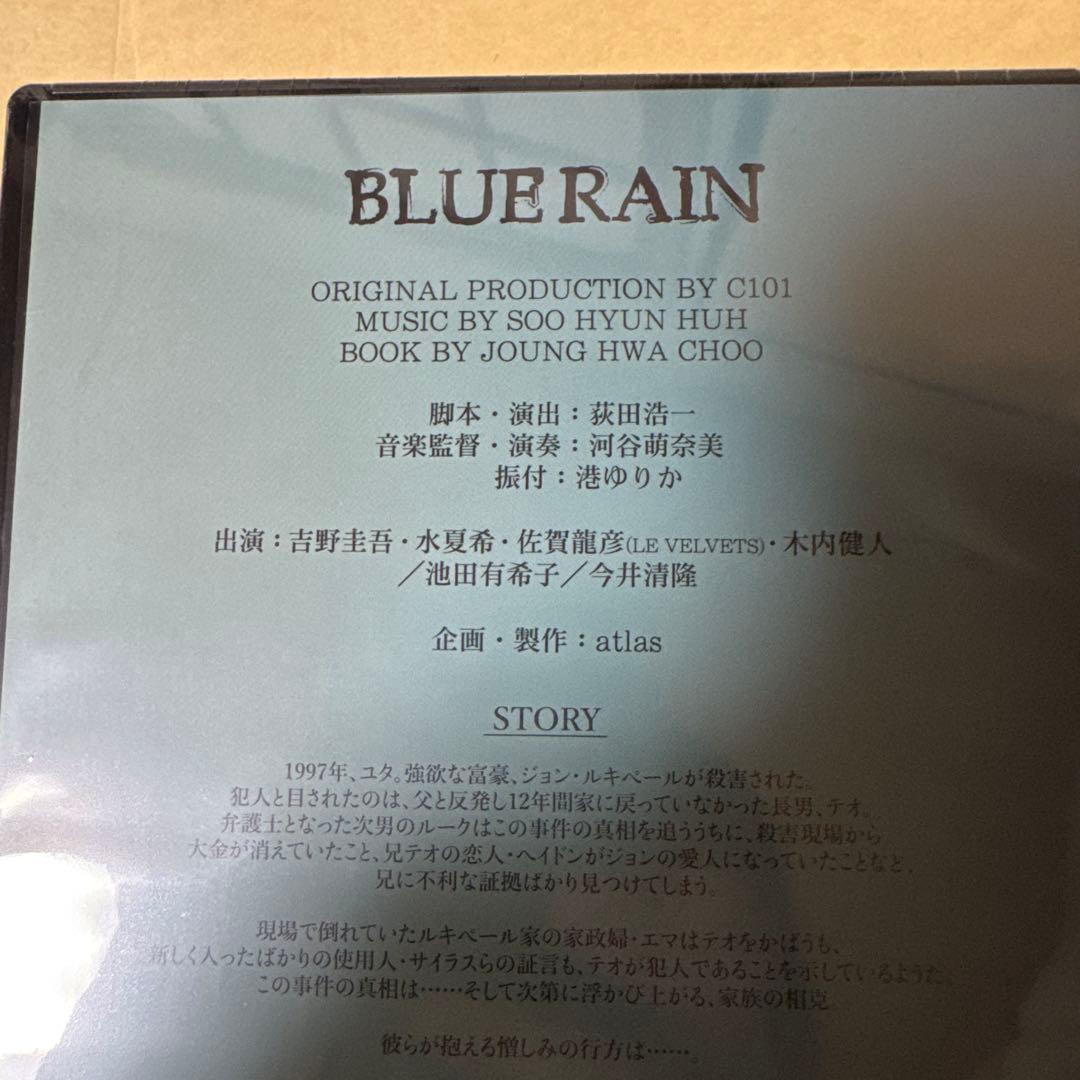 BLUE RAIN
ORIGINAL PRODUCTION BY C101
MUSIC BY SOO HYUN HUH
BOOK BY JOUNG HWA CHOO
脚本・演出：荻田浩一
音楽監督・演奏：河谷萌奈美
振付：港ゆりか
出演：吉野圭吾・水夏希・佐賀龍彦(LE VELVETS)・木内健人
／池田有希子／今井清隆
企画・製作：atlas
STORY
1997年、ユタ。強欲な富豪、ジョン・ルキペールが殺害された。
犯人と目されたのは、父と反発し12年間家に戻っていなかった長男、テオ。
弁護士となった次男のルークはこの事件の真相を追ううちに、殺害現場から
大金が消えていたこと、兄テオの恋人・ヘイドンがジョンの愛人になっていたことなど、
兄に不利な証拠ばかり見つけてしまう。
現場で倒れていたルキペール家の家政婦・エマはテオをかばうも、
新しく入ったばかりの使用人・サイラスらの証言も、テオが犯人であることを示しているようだ
この事件の真相は……そして次第に浮かび上がる、家族の相克
彼らが抱える憎しみの行方は……。